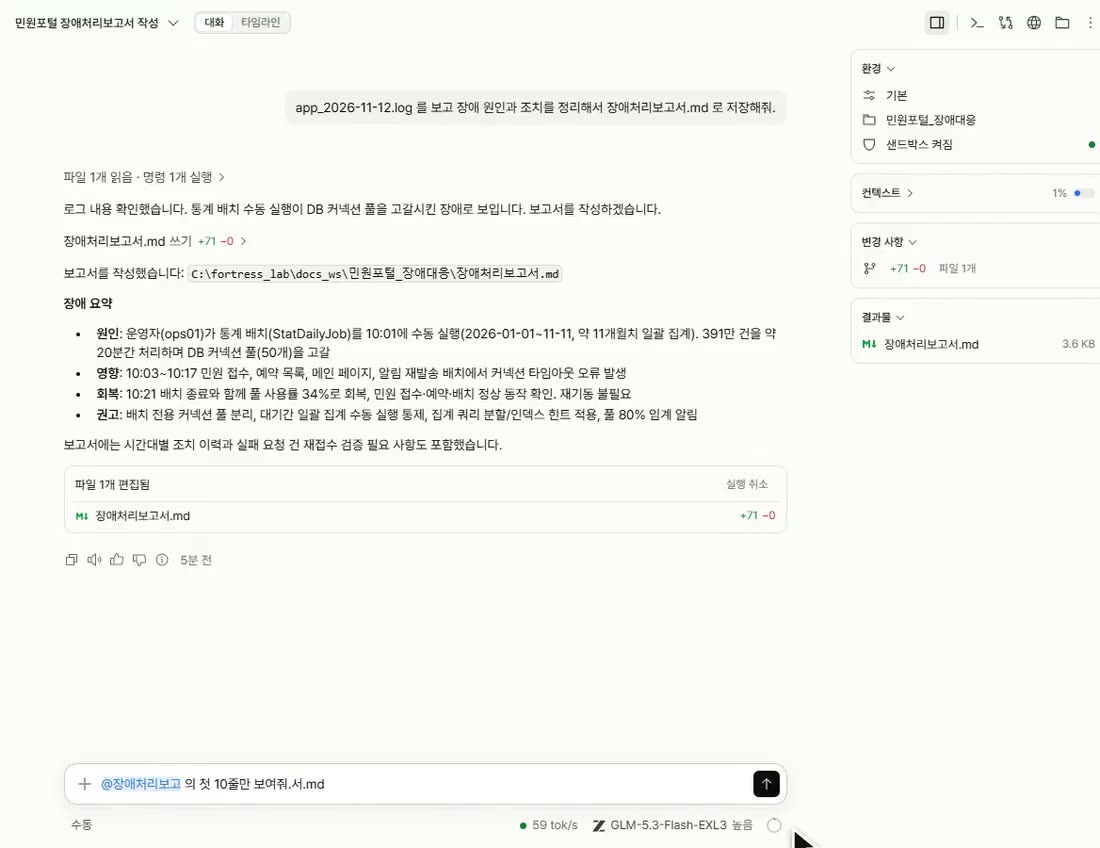 민원포털 장애처리보고서 작성
대화 타임라인
app_2026-11-12.log 를 보고 장애 원인과 조치를 정리해서 장애처리보고서.md 로 저장해줘.
파일 1개 읽음 · 명령 1개 실행
로그 내용 확인했습니다. 통계 배치 수동 실행이 DB 커넥션 풀을 고갈시킨 장애로 보입니다. 보고서를 작성하겠습니다.
장애처리보고서.md 쓰기 +71 −0
보고서를 작성했습니다: C:\fortress_lab\docs_ws\민원포털_장애대응\장애처리보고서.md
장애 요약
• 원인: 운영자(ops01)가 통계 배치(StatDailyJob)를 10:01에 수동 실행(2026-01-01~11-11, 약 11개월치 일괄 집계). 391만 건을 약
20분간 처리하며 DB 커넥션 풀(50개)을 고갈
• 영향: 10:03~10:17 민원 접수, 예약 목록, 메인 페이지, 알림 재발송 배치에서 커넥션 타임아웃 오류 발생
• 회복: 10:21 배치 종료와 함께 풀 사용률 34%로 회복, 민원 접수·예약·배치 정상 동작 확인. 재기동 불필요
• 권고: 배치 전용 커넥션 풀 분리, 대기간 일괄 집계 수동 실행 통제, 집계 쿼리 분할/인덱스 힌트 적용, 풀 80% 임계 알림
보고서에는 시간대별 조치 이력과 실패 요청 건 재접수 검증 필요 사항도 포함했습니다.
파일 1개 편집됨 실행 취소
M↓ 장애처리보고서.md +71 −0
5분 전
@장애처리보고 의 첫 10줄만 보여줘.서.md
수동 59 tok/s GLM-5.3-Flash-EXL3 높음
환경
기본
민원포털_장애대응
샌드박스 켜짐
컨텍스트 1%
변경 사항
+71 −0 파일 1개
결과물
M↓ 장애처리보고서.md 3.6 KB